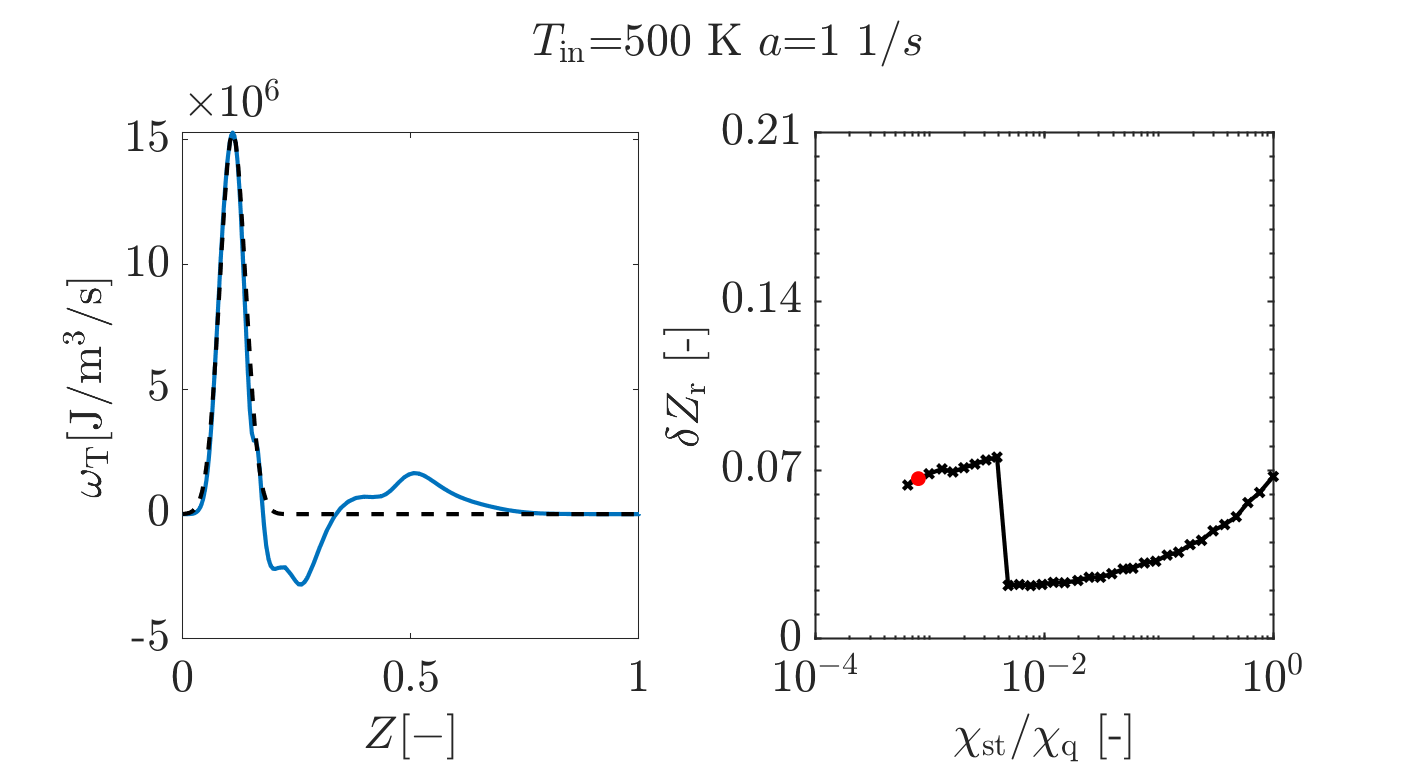 T_in=500 K a=1 1/s
×10^6
15
10
5
0
-5
0 0.5 1
Z[−]
ω_T[J/m^3/s]
0.21
0.14
0.07
0
10^−4 10^−2 10^0
χ_st/χ_q [-]
δZ_r [-]